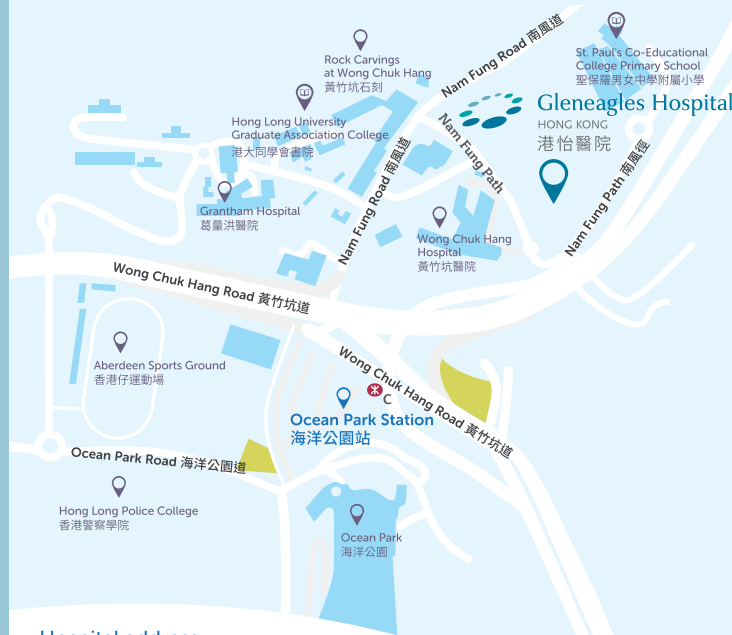 Nam Fung Road 南風道
St. Paul's Co-Educational
College Primary School
聖保羅男女中學附屬小學
Rock Carvings
at Wong Chuk Hang
黃竹坑石刻
Gleneagles Hospital
HONG KONG
港怡醫院
Hong Long University
Graduate Association College
港大同學會書院
Nam Fung Path
Nam Fung Road 南風道
Nam Fung Path 南風徑
Grantham Hospital
葛量洪醫院
Wong Chuk Hang
Hospital
黃竹坑醫院
Wong Chuk Hang Road 黃竹坑道
Aberdeen Sports Ground
香港仔運動場
Wong Chuk Hang Road 黃竹坑道
C
Ocean Park Station
海洋公園站
Ocean Park Road 海洋公園道
Hong Long Police College
香港警察學院
Ocean Park
海洋公園
Hospital address